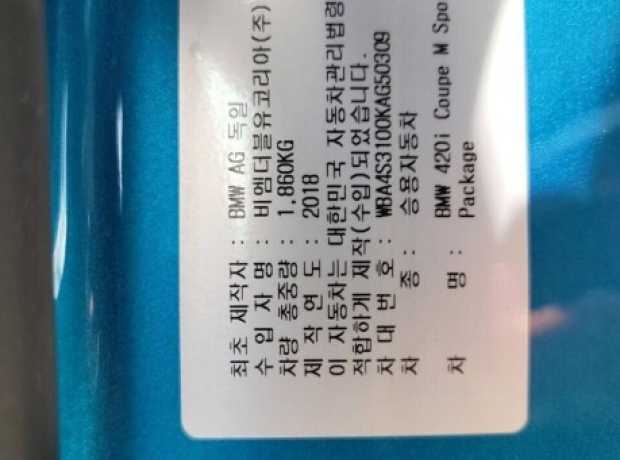 최초 제작자 : BMW AG 독일
수 입 자 명 : 비엠더블유코리아(주)
차량 총중량 : 1,860KG
제 작 연 도 : 2018
이 자동차는 대한민국 자동차관리법령
적합하게 제작(수입)되었습니다.
차 대 번 호 : WBA4S3100KAG50309
차 종 : 승용자동차
차 명 : BMW 420i Coupe M Spo
Package